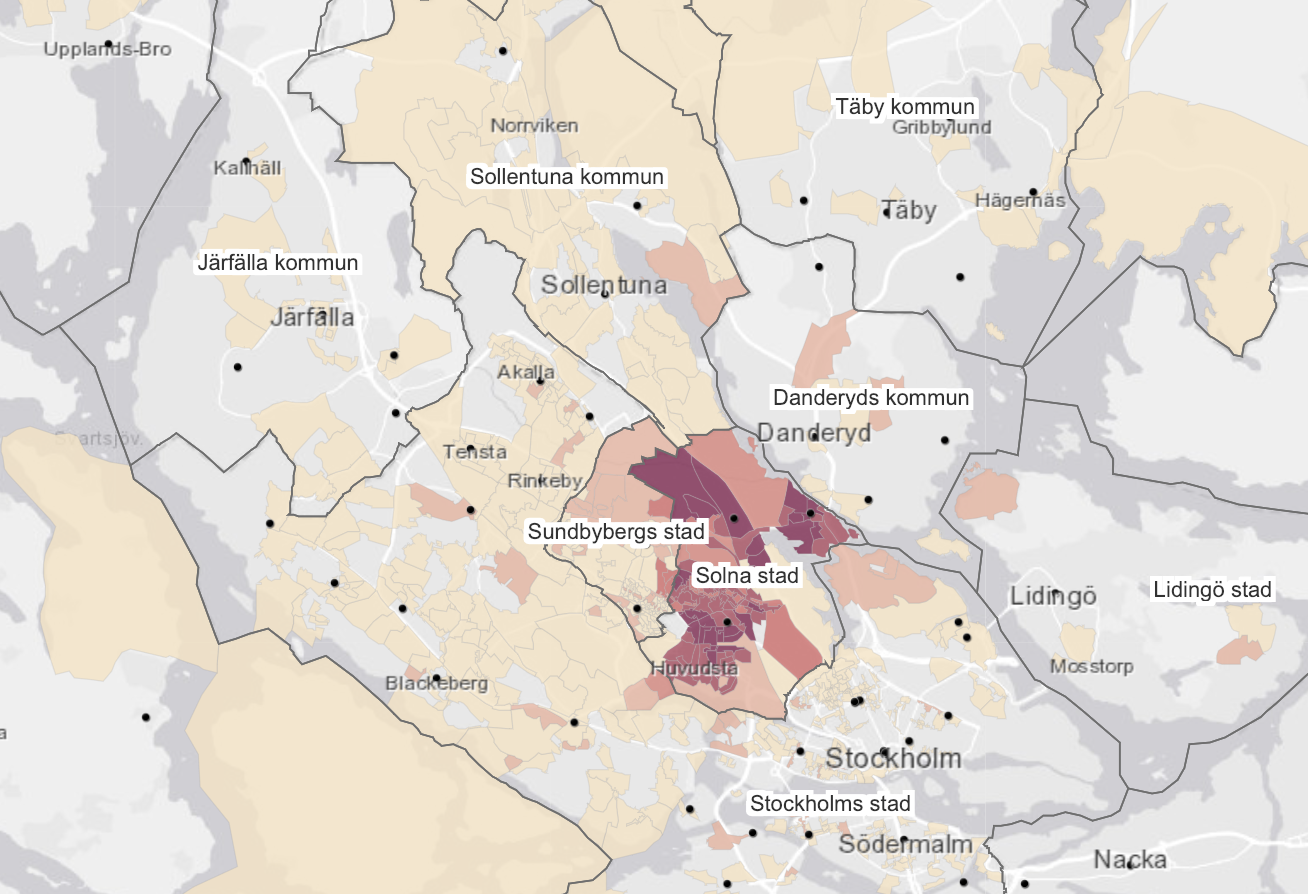 Upplands-Bro
Täby kommun
Gribbylund
Norrviken
Kallhäll
Sollentuna kommun
Hägernäs
Täby
Järfälla kommun
Sollentuna
Järfälla
Akalla
Danderyds kommun
Danderyd
Svartsjöv.
Tensta
Rinkeby
Sundbybergs stad
Solna stad
Lidingö stad
Lidingö
Mosstorp
Huvudsta
Blackeberg
a
Stockholm
Stockholms stad
Södermalm
Nacka